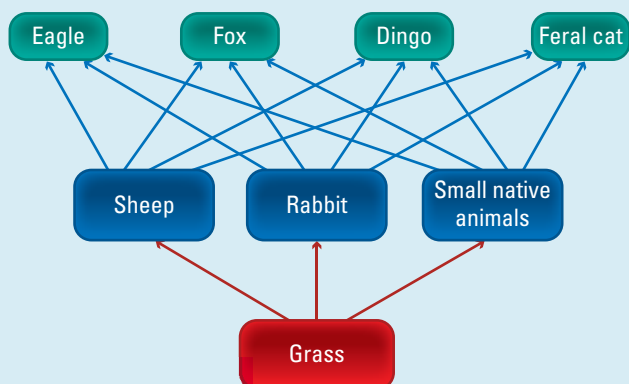 Eagle
Fox
Dingo
Feral cat
Sheep
Rabbit
Small native
animals
Grass